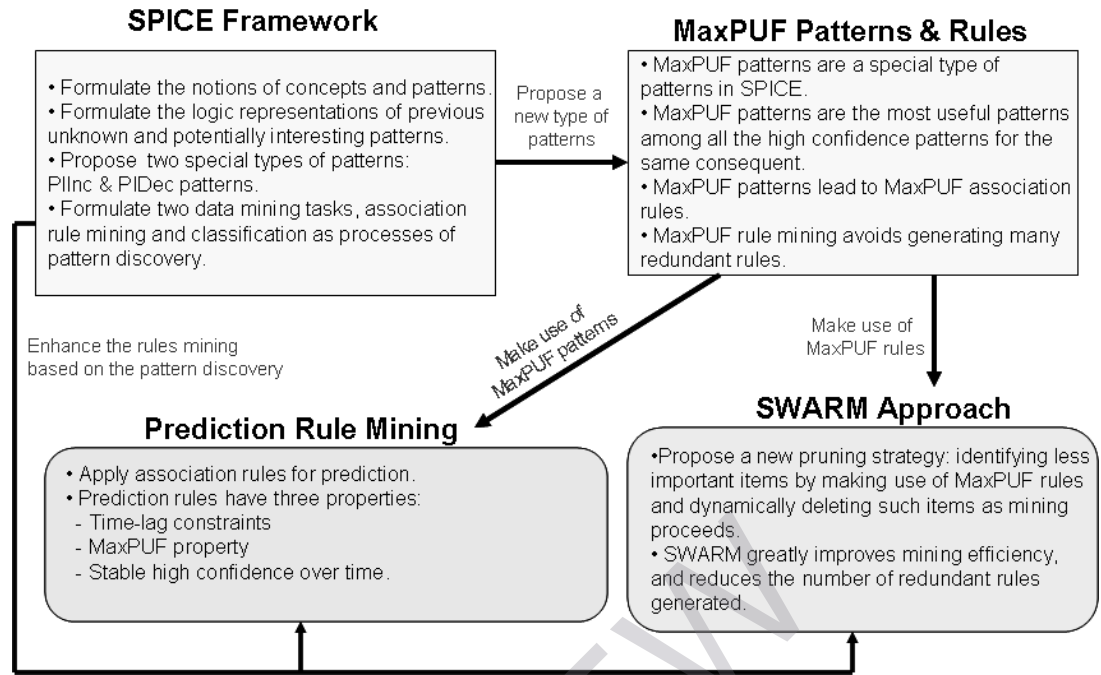 SPICE Framework
• Formulate the notions of concepts and patterns.
• Formulate the logic representations of previous
unknown and potentially interesting patterns.
• Propose two special types of patterns:
PIInc & PIDec patterns.
• Formulate two data mining tasks, association
rule mining and classification as processes of
pattern discovery.
Propose a
new type of
patterns
MaxPUF Patterns & Rules
• MaxPUF patterns are a special type of
patterns in SPICE.
• MaxPUF patterns are the most useful patterns
among all the high confidence patterns for the
same consequent.
• MaxPUF patterns lead to MaxPUF association
rules.
• MaxPUF rule mining avoids generating many
redundant rules.
Enhance the rules mining
based on the pattern discovery
Make use of
MaxPUF patterns
Make use of
MaxPUF rules
Prediction Rule Mining
• Apply association rules for prediction.
• Prediction rules have three properties:
- Time-lag constraints
- MaxPUF property
- Stable high confidence over time.
SWARM Approach
•Propose a new pruning strategy: identifying less
important items by making use of MaxPUF rules
and dynamically deleting such items as mining
proceeds.
• SWARM greatly improves mining efficiency,
and reduces the number of redundant rules
generated.